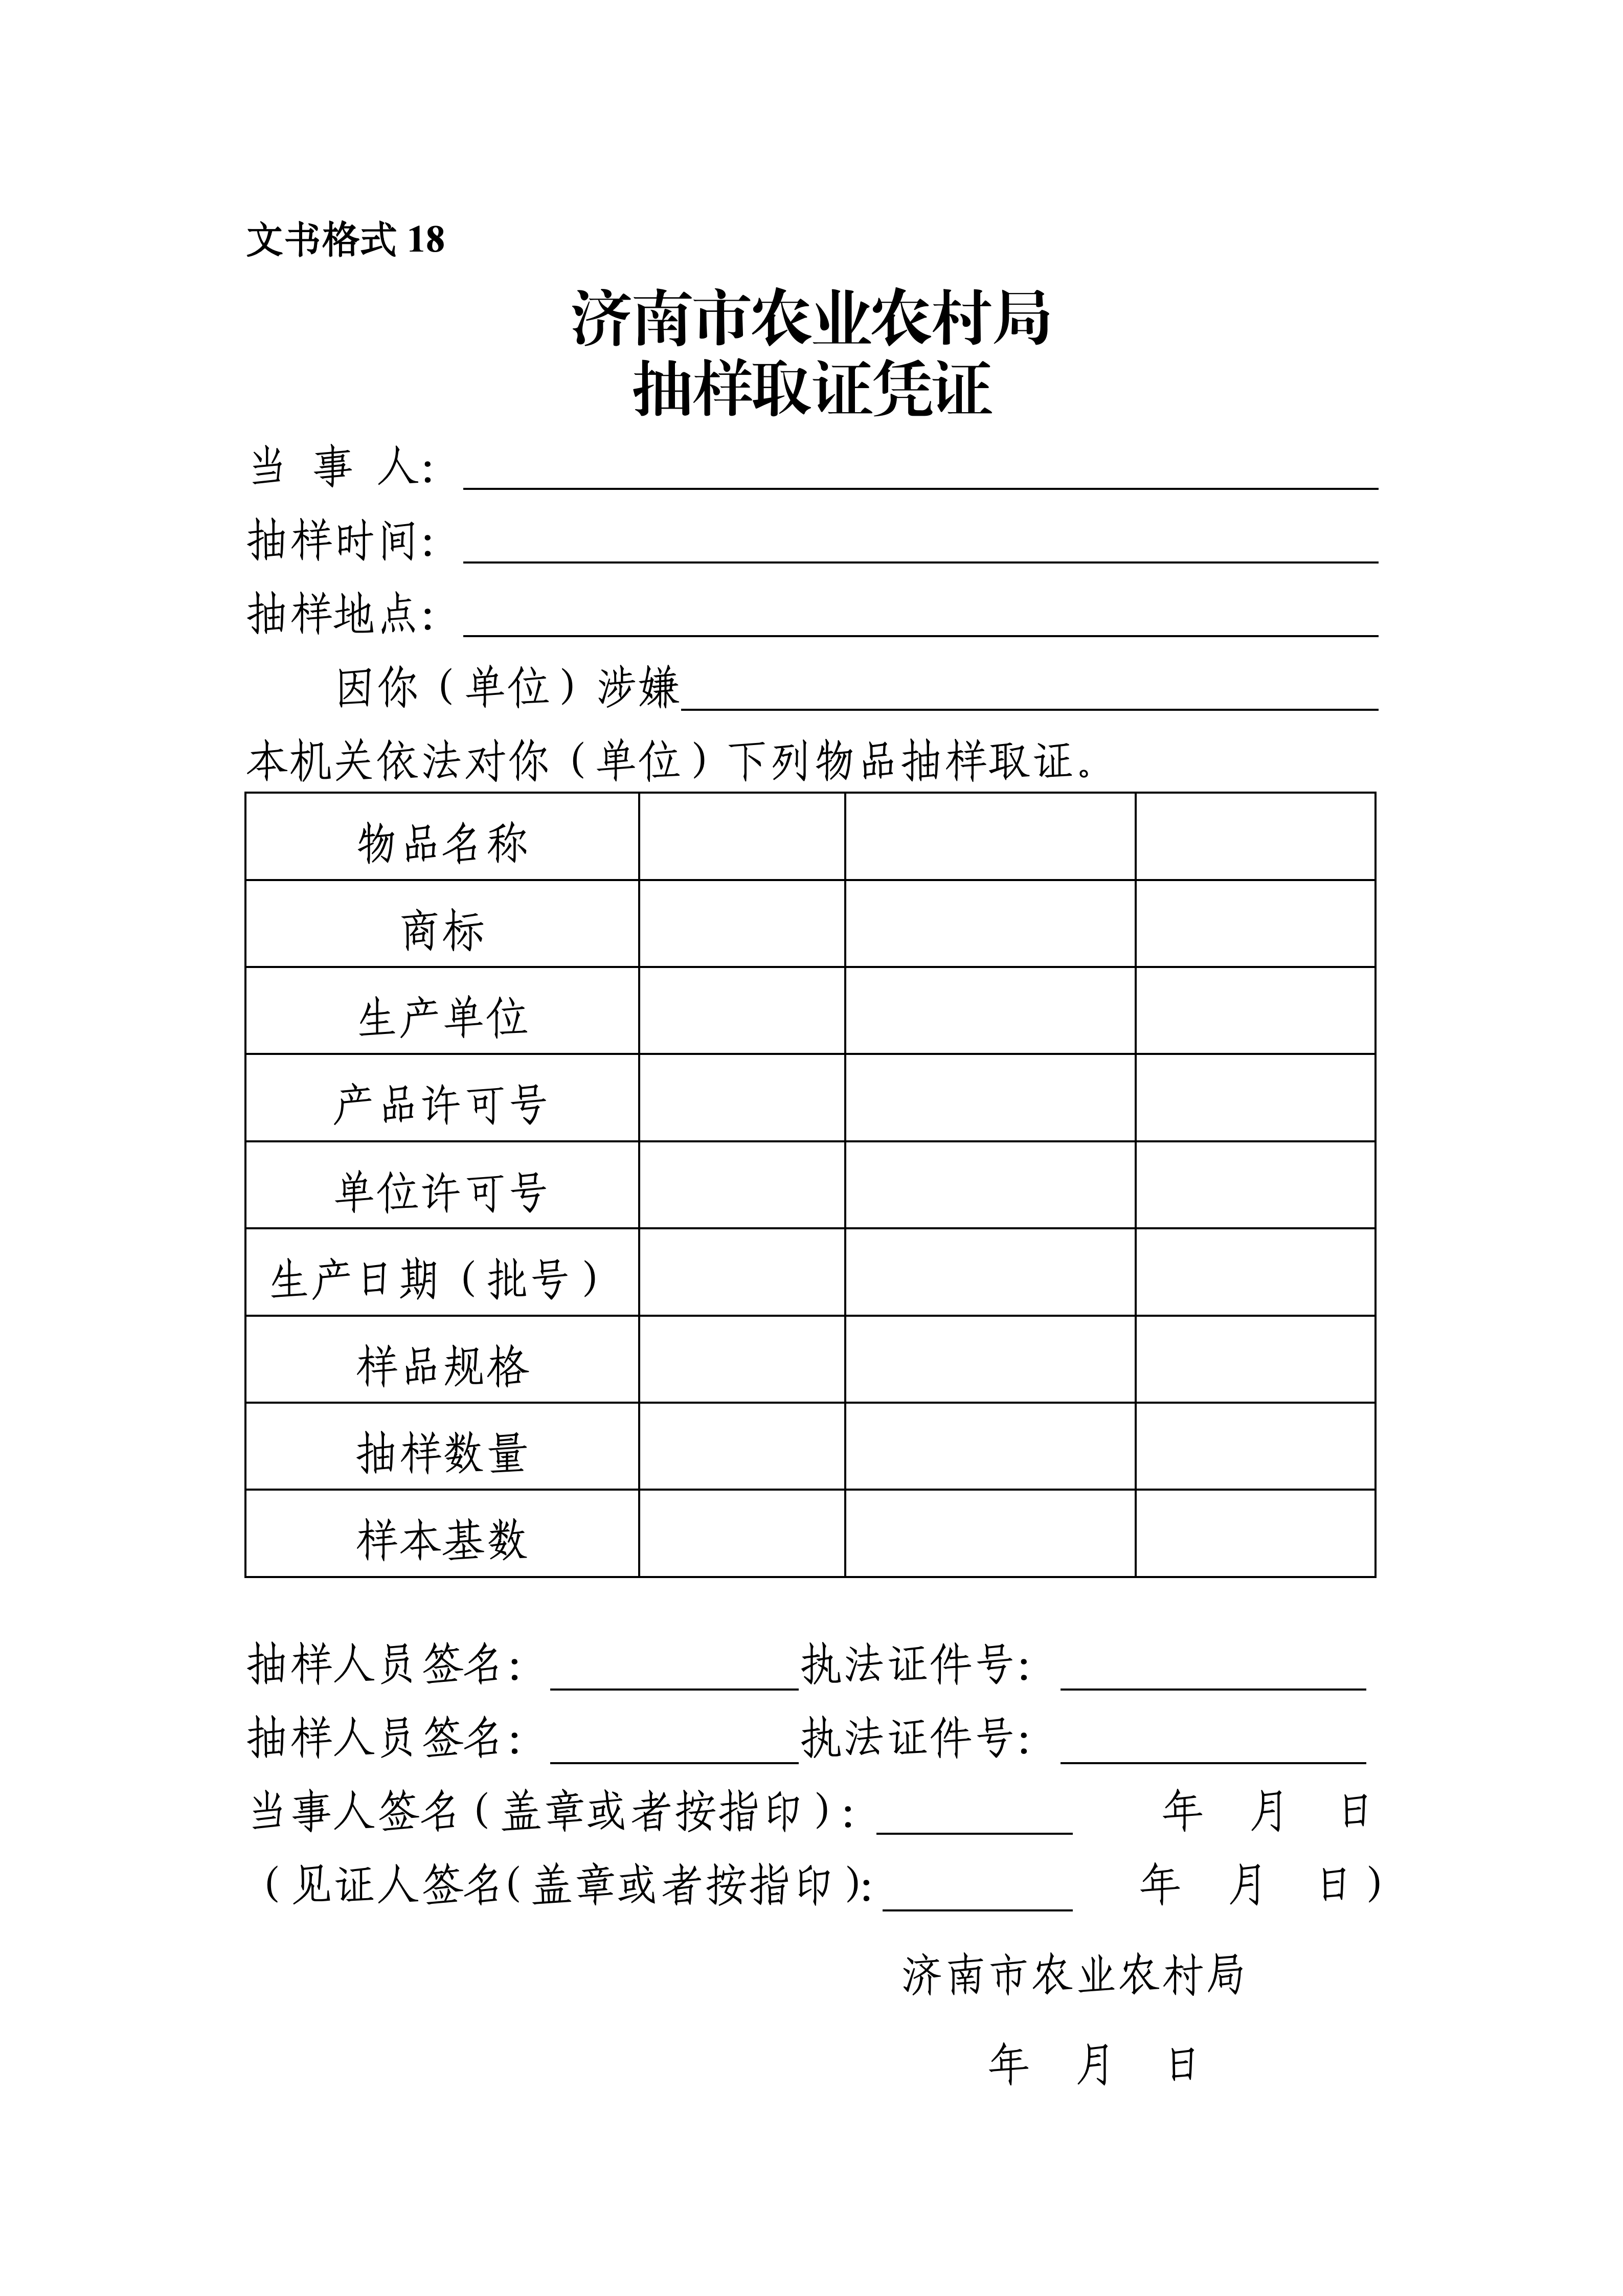 文书格式 18
济南市农业农村局
抽样取证凭证
当 事 人：
抽样时间：
抽样地点：
因你（单位）涉嫌
本机关依法对你（单位）下列物品抽样取证。
物品名称
商标
生产单位
产品许可号
单位许可号
生产日期（批号）
样品规格
抽样数量
样本基数
抽样人员签名： 执法证件号：
抽样人员签名： 执法证件号：
当事人签名(盖章或者按指印)： 年 月 日
（见证人签名(盖章或者按指印): 年 月 日）
济南市农业农村局
年 月 日